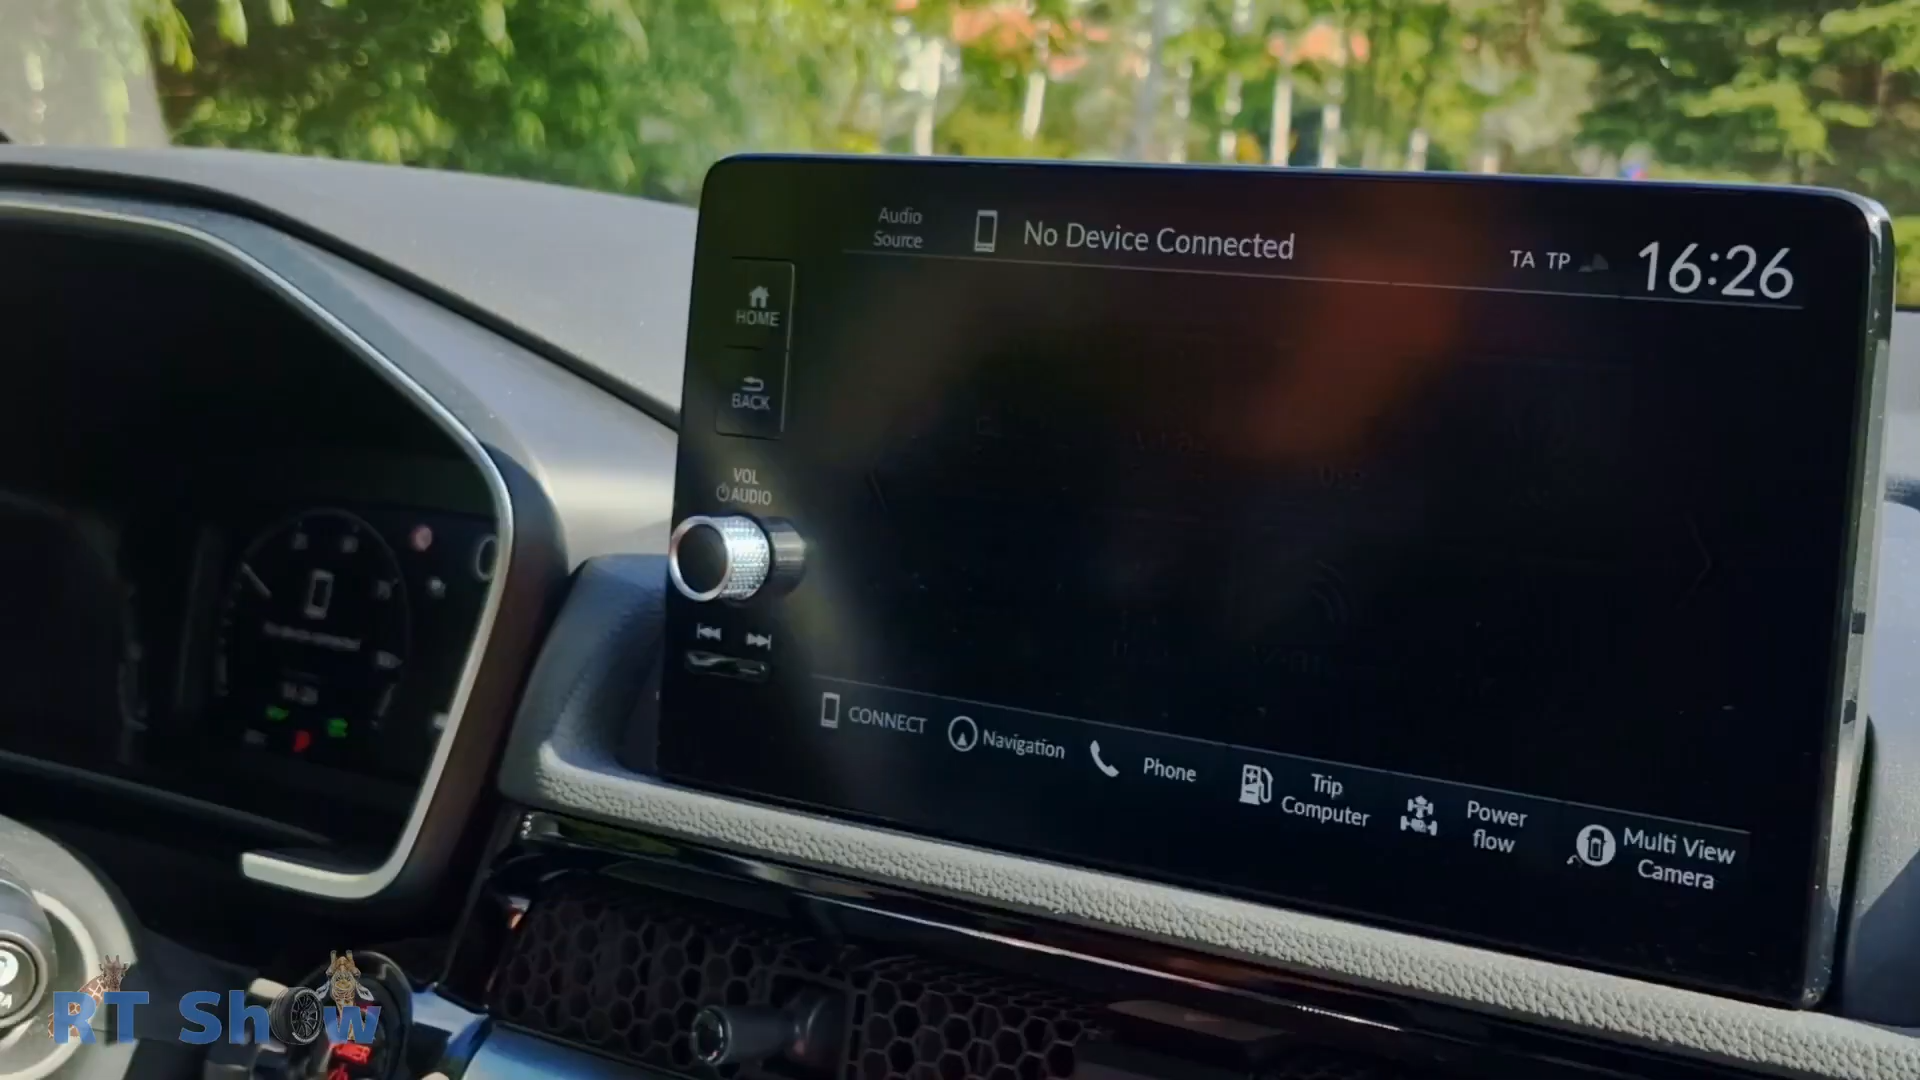 Audio
Source
No Device Connected
TA TP
16:26
HOME
BACK
VOL
AUDIO
CONNECT
Navigation
Phone
Trip
Computer
Power
flow
Multi View
Camera
RT Show